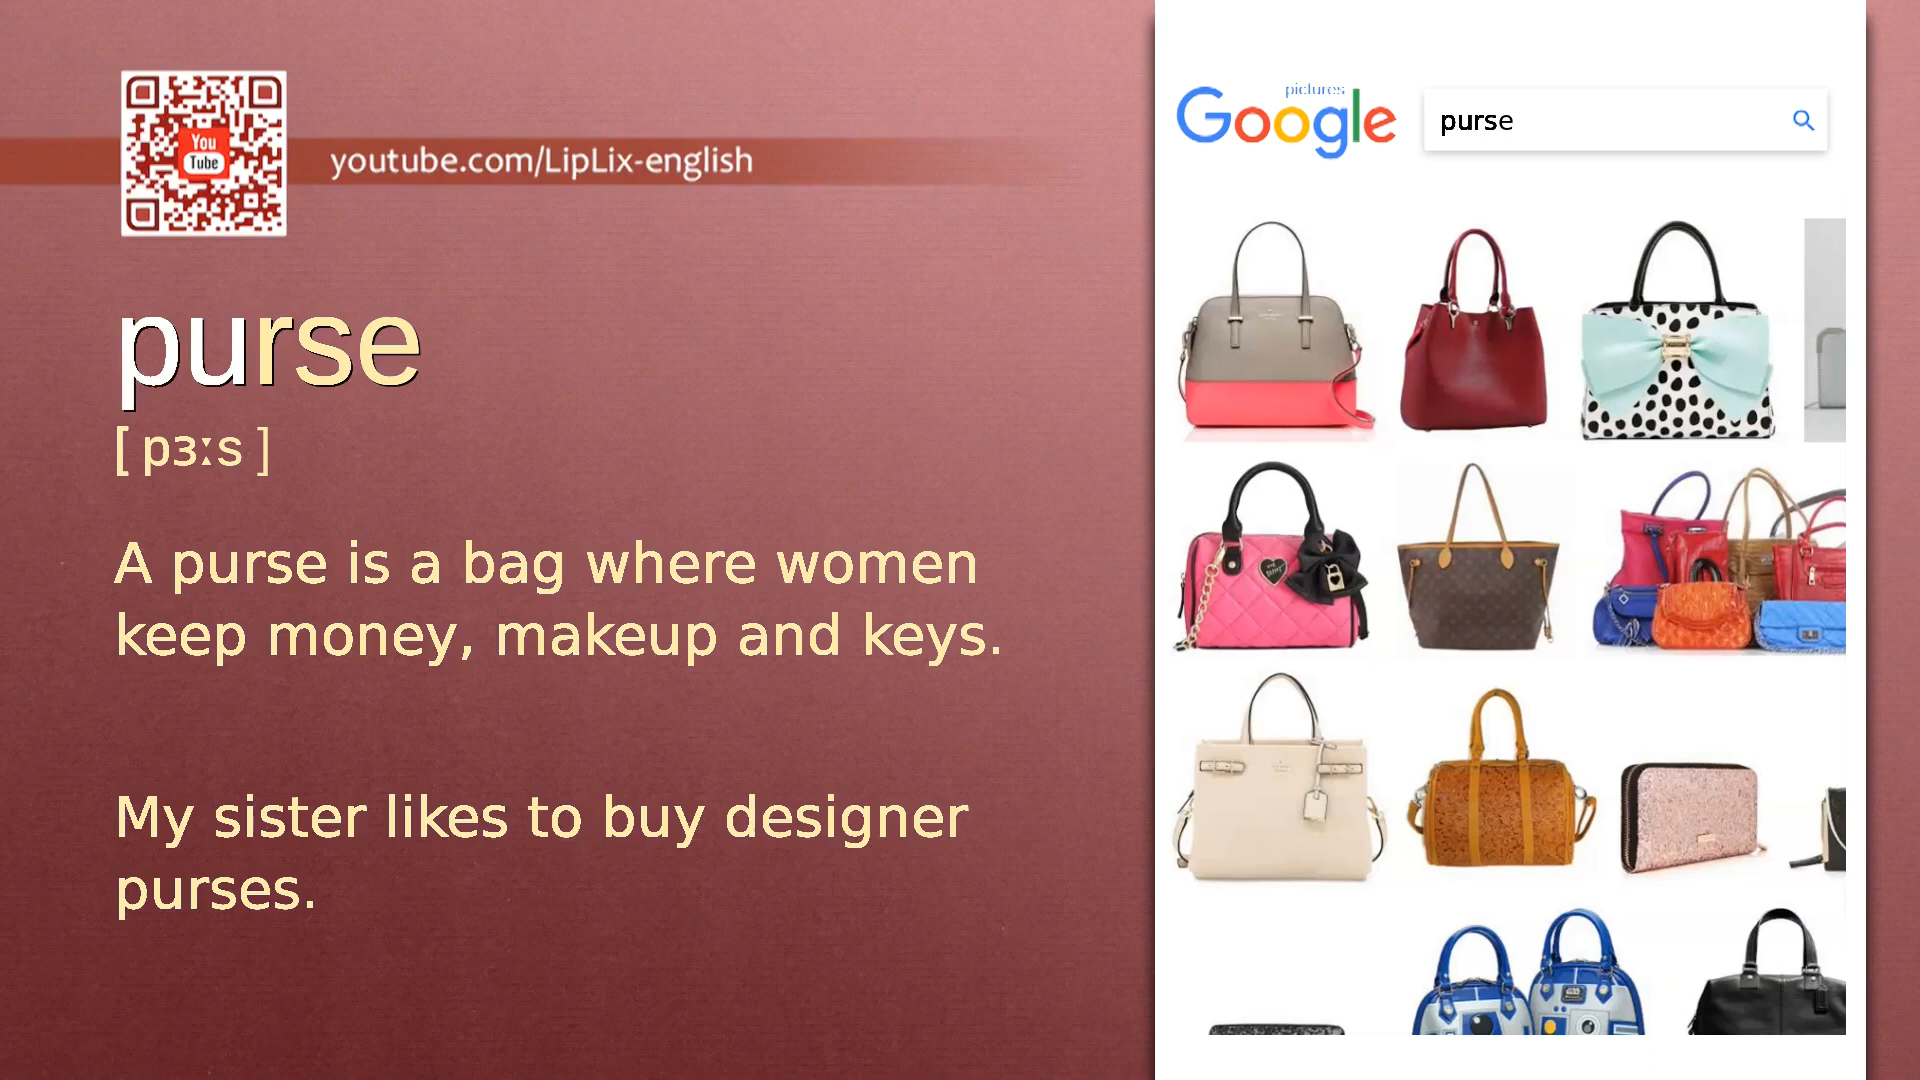 You
Tube
youtube.com/LipLix-english
purse
[ pɜːs ]
A purse is a bag where women
keep money, makeup and keys.
My sister likes to buy designer
purses.
pictures
Google
purse